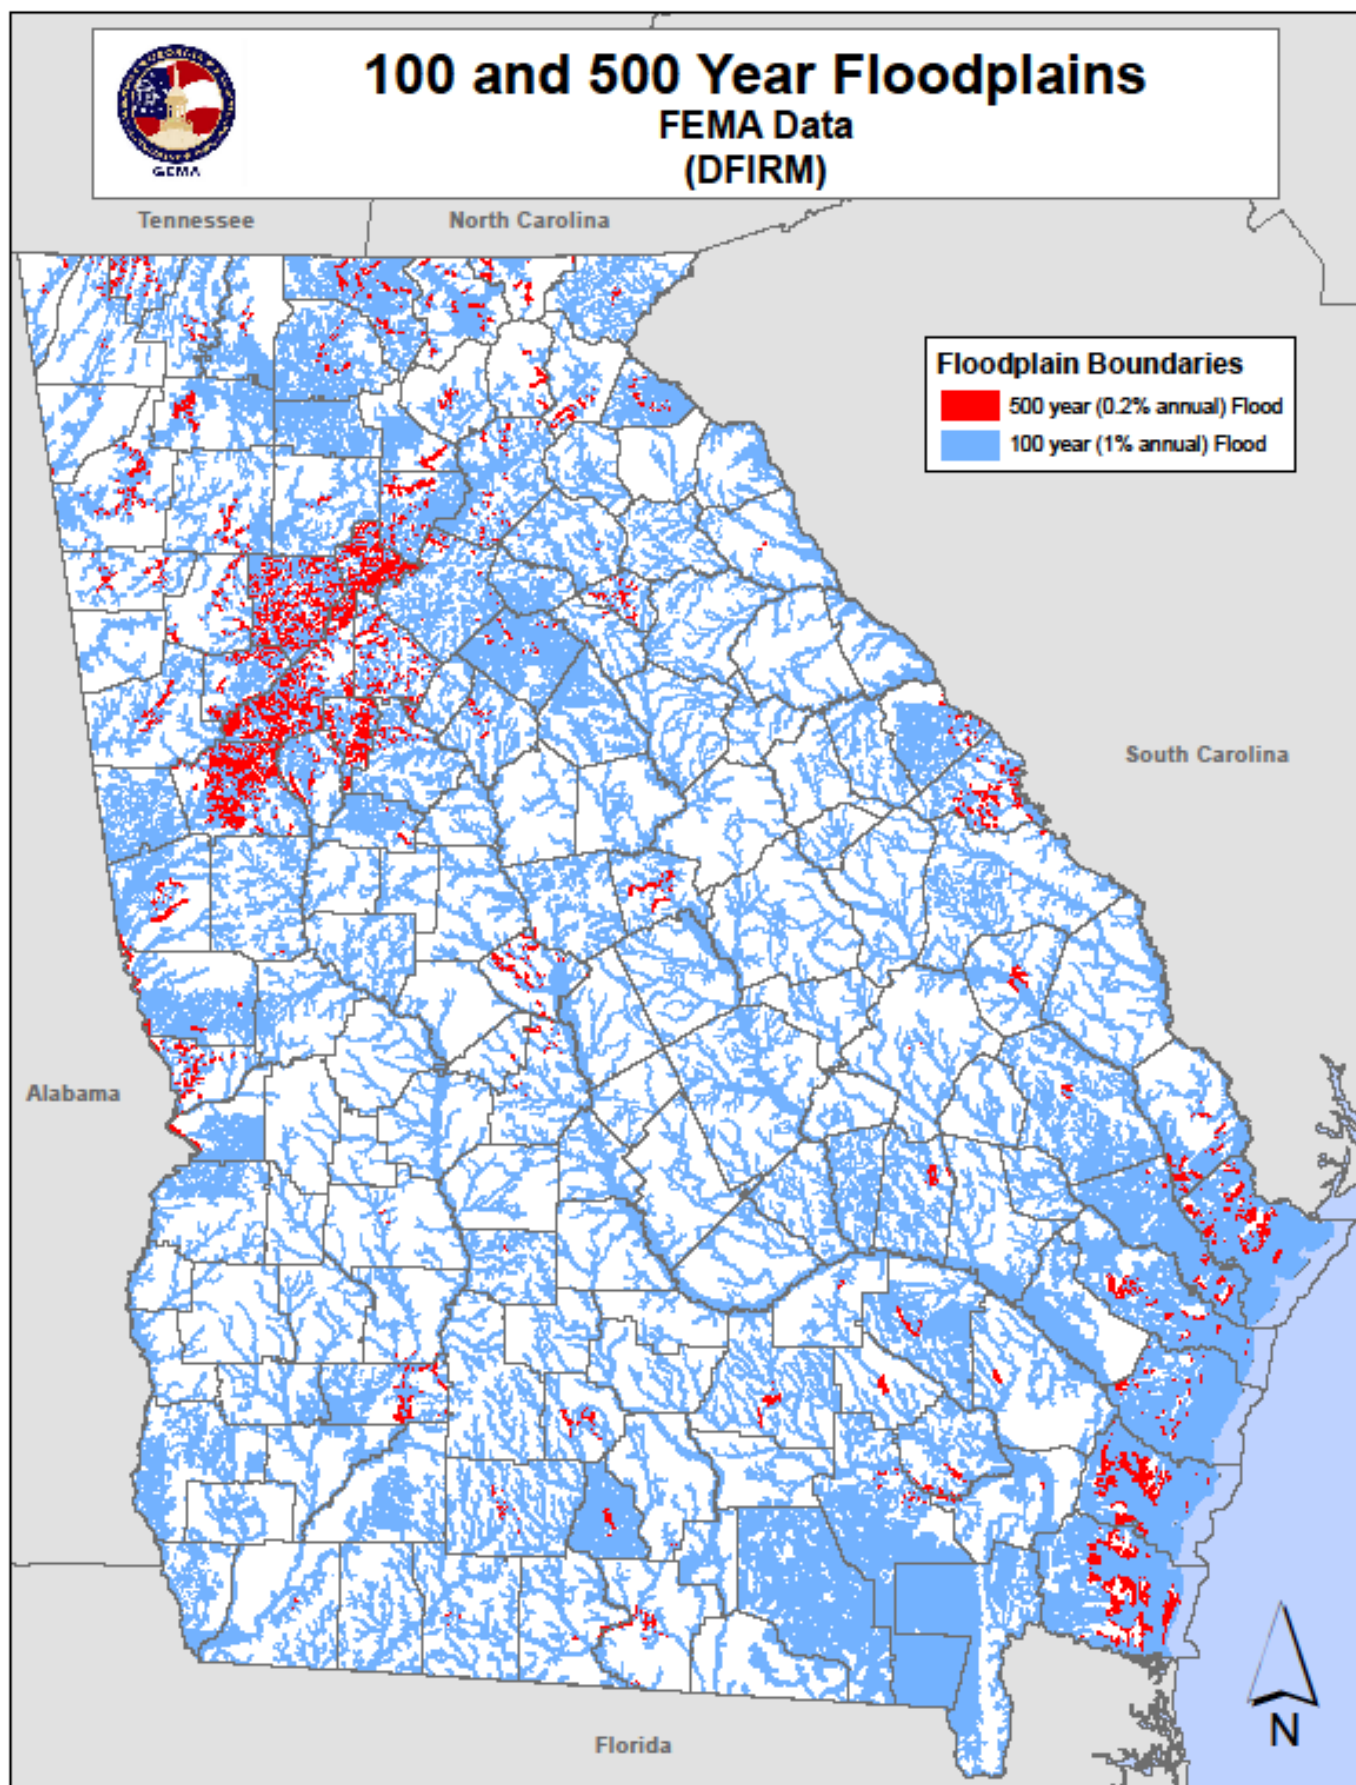 100 and 500 Year Floodplains
FEMA Data
(DFIRM)
GEMA
Tennessee
North Carolina
Floodplain Boundaries
500 year (0.2% annual) Flood
100 year (1% annual) Flood
South Carolina
Alabama
Florida
N